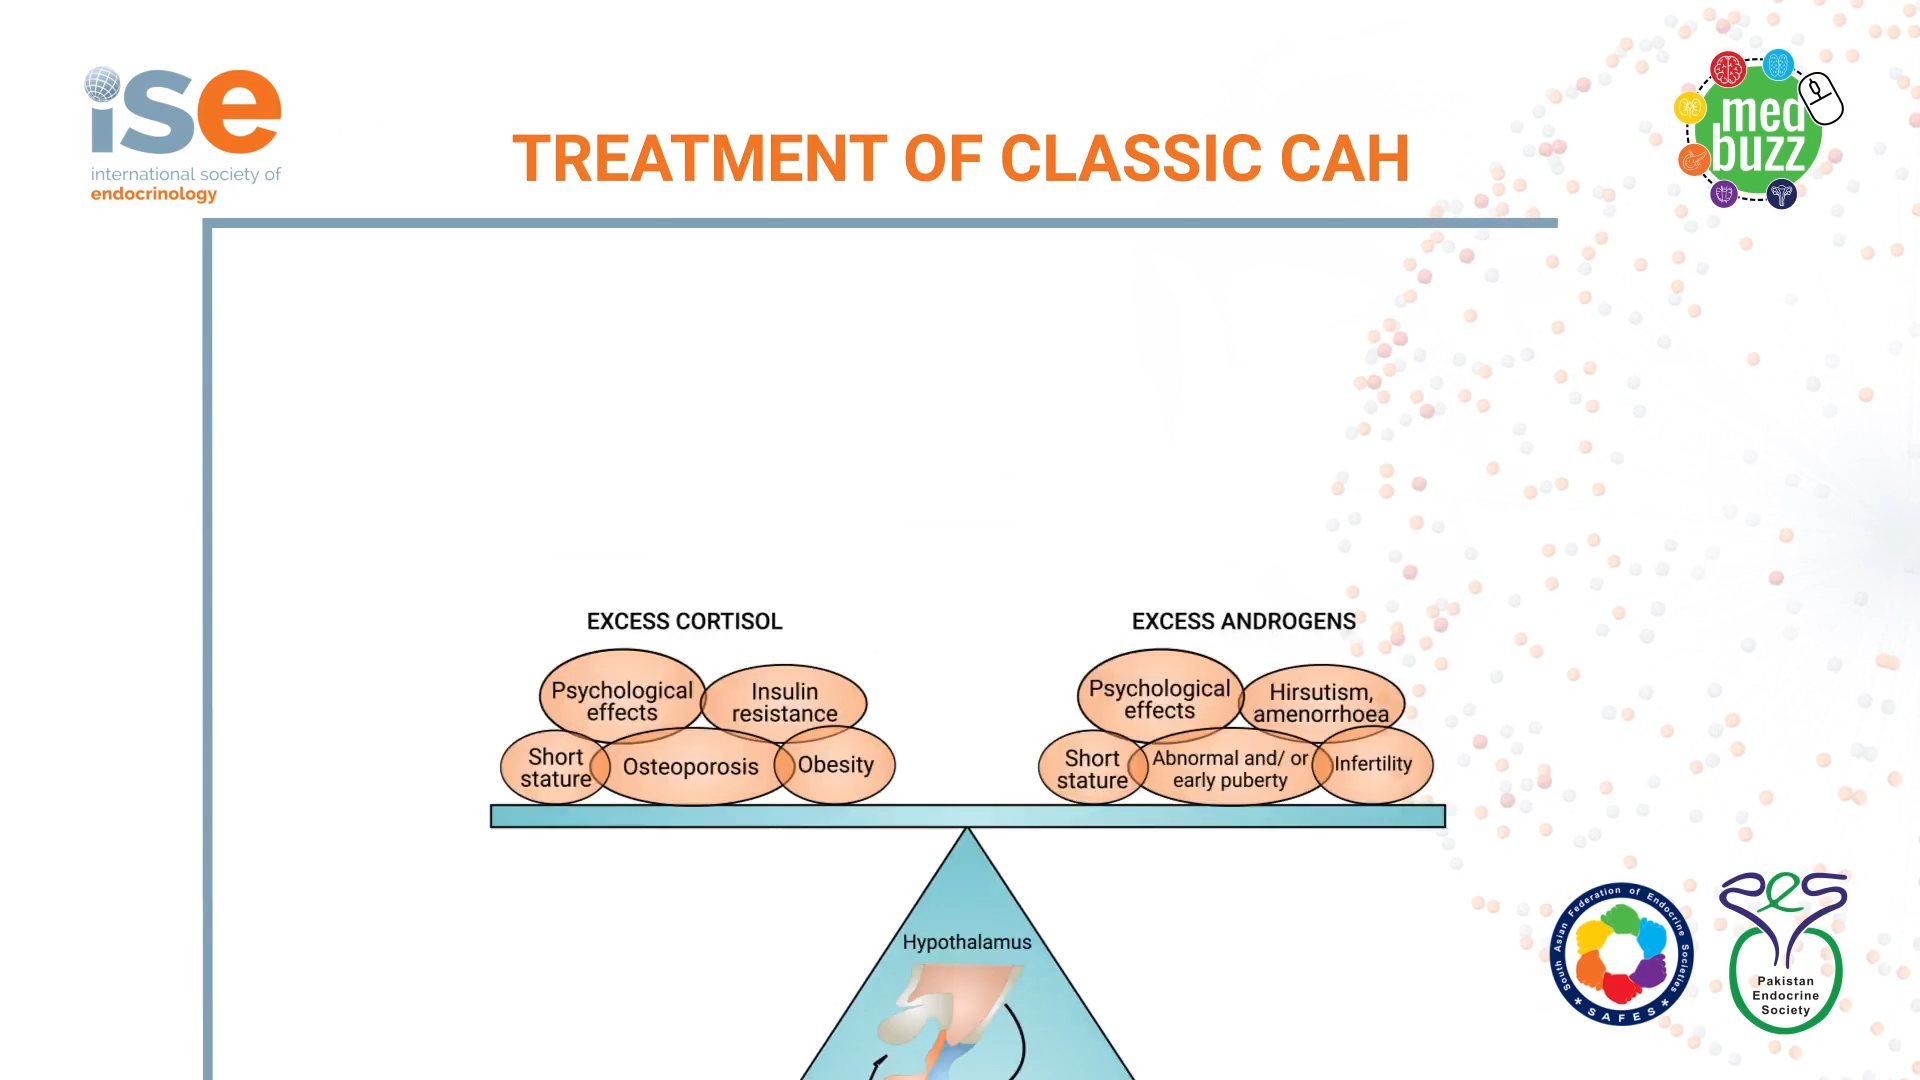 ise
international society of
endocrinology
TREATMENT OF CLASSIC CAH
med
buzz
EXCESS CORTISOL
Psychological
effects
Insulin
resistance
Short
stature
Osteoporosis
Obesity
EXCESS ANDROGENS
Psychological
effects
Hirsutism,
amenorrhoea
Short
stature
Abnormal and/ or
early puberty
Infertility
Hypothalamus
South Asian Federation of Endocrine Societies
* SAFES *
PES
Pakistan
Endocrine
Society